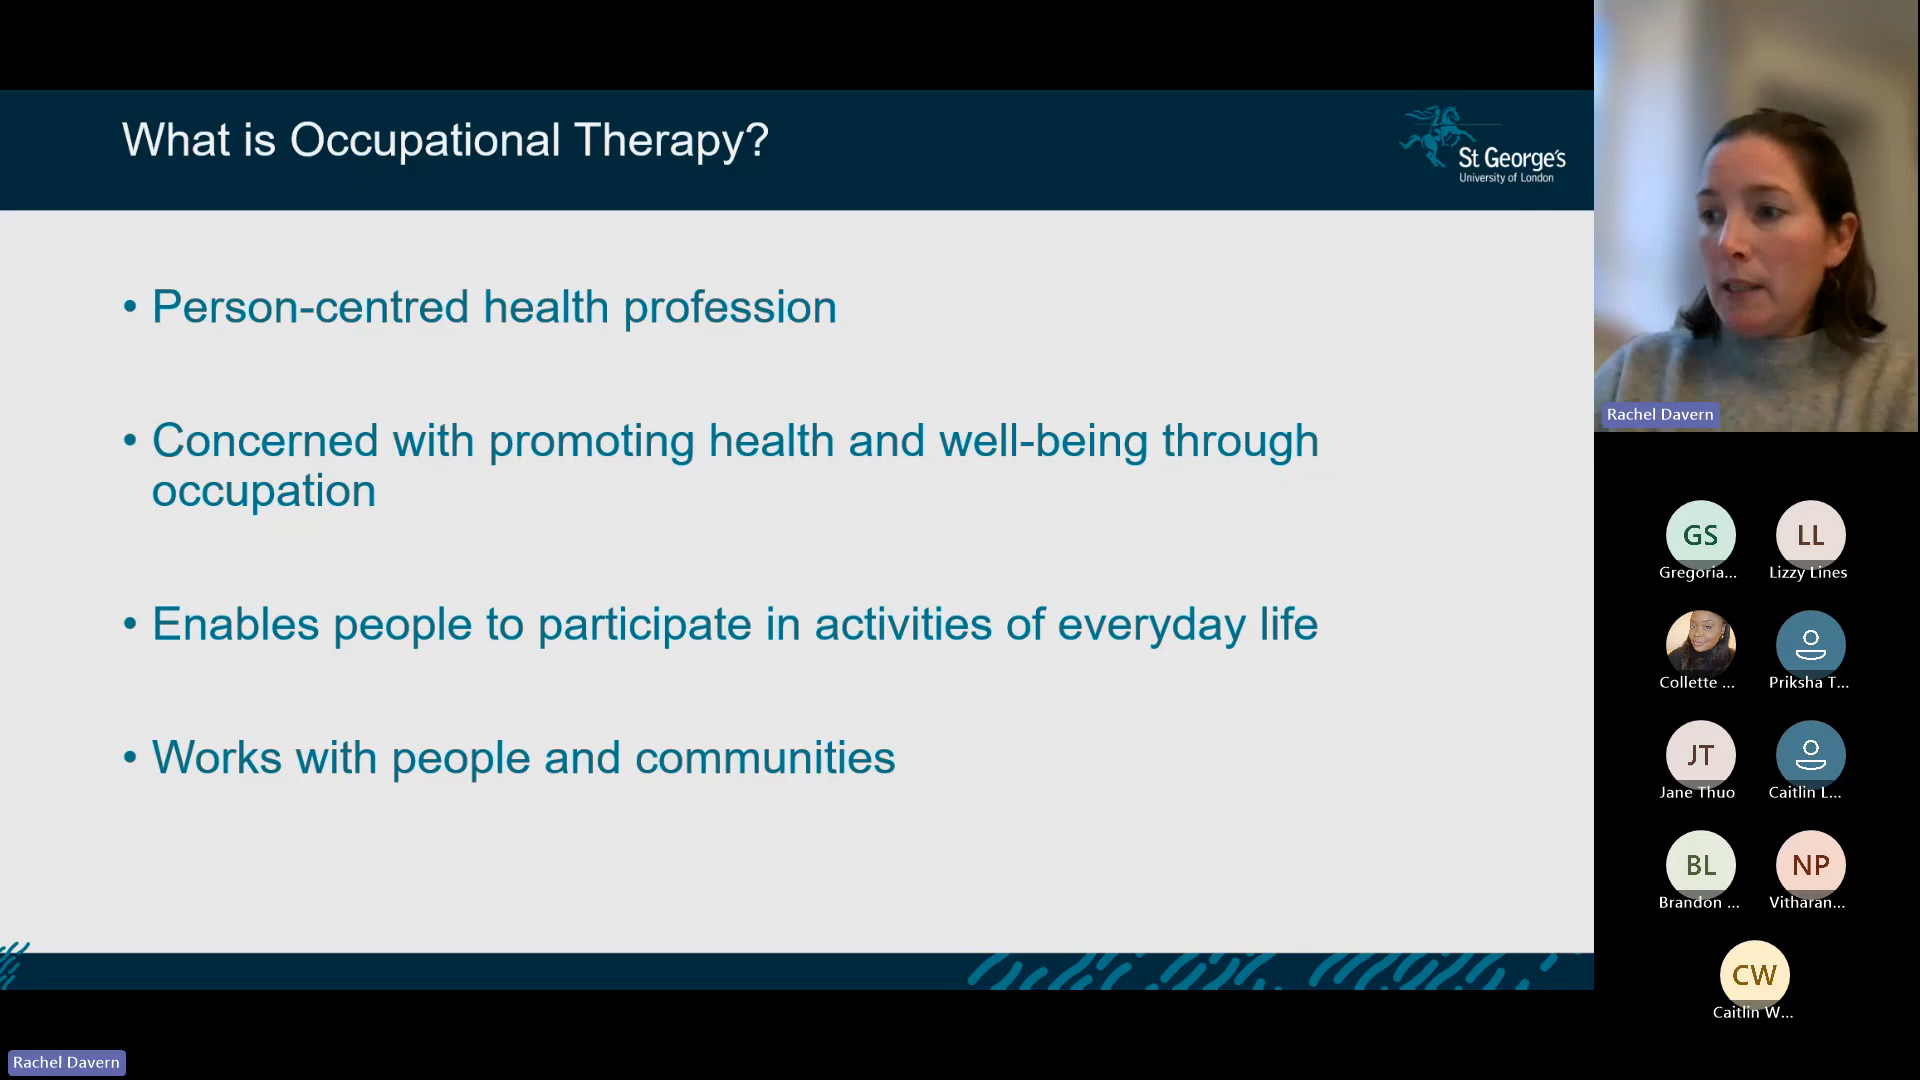 What is Occupational Therapy?
St George's
University of London
• Person-centred health profession
• Concerned with promoting health and well-being through
occupation
• Enables people to participate in activities of everyday life
• Works with people and communities
Rachel Davern
GS
Gregoria...
LL
Lizzy Lines
Collette ...
Priksha T...
JT
Jane Thuo
Caitlin L...
BL
Brandon ...
NP
Vitharan...
CW
Caitlin W...
Rachel Davern